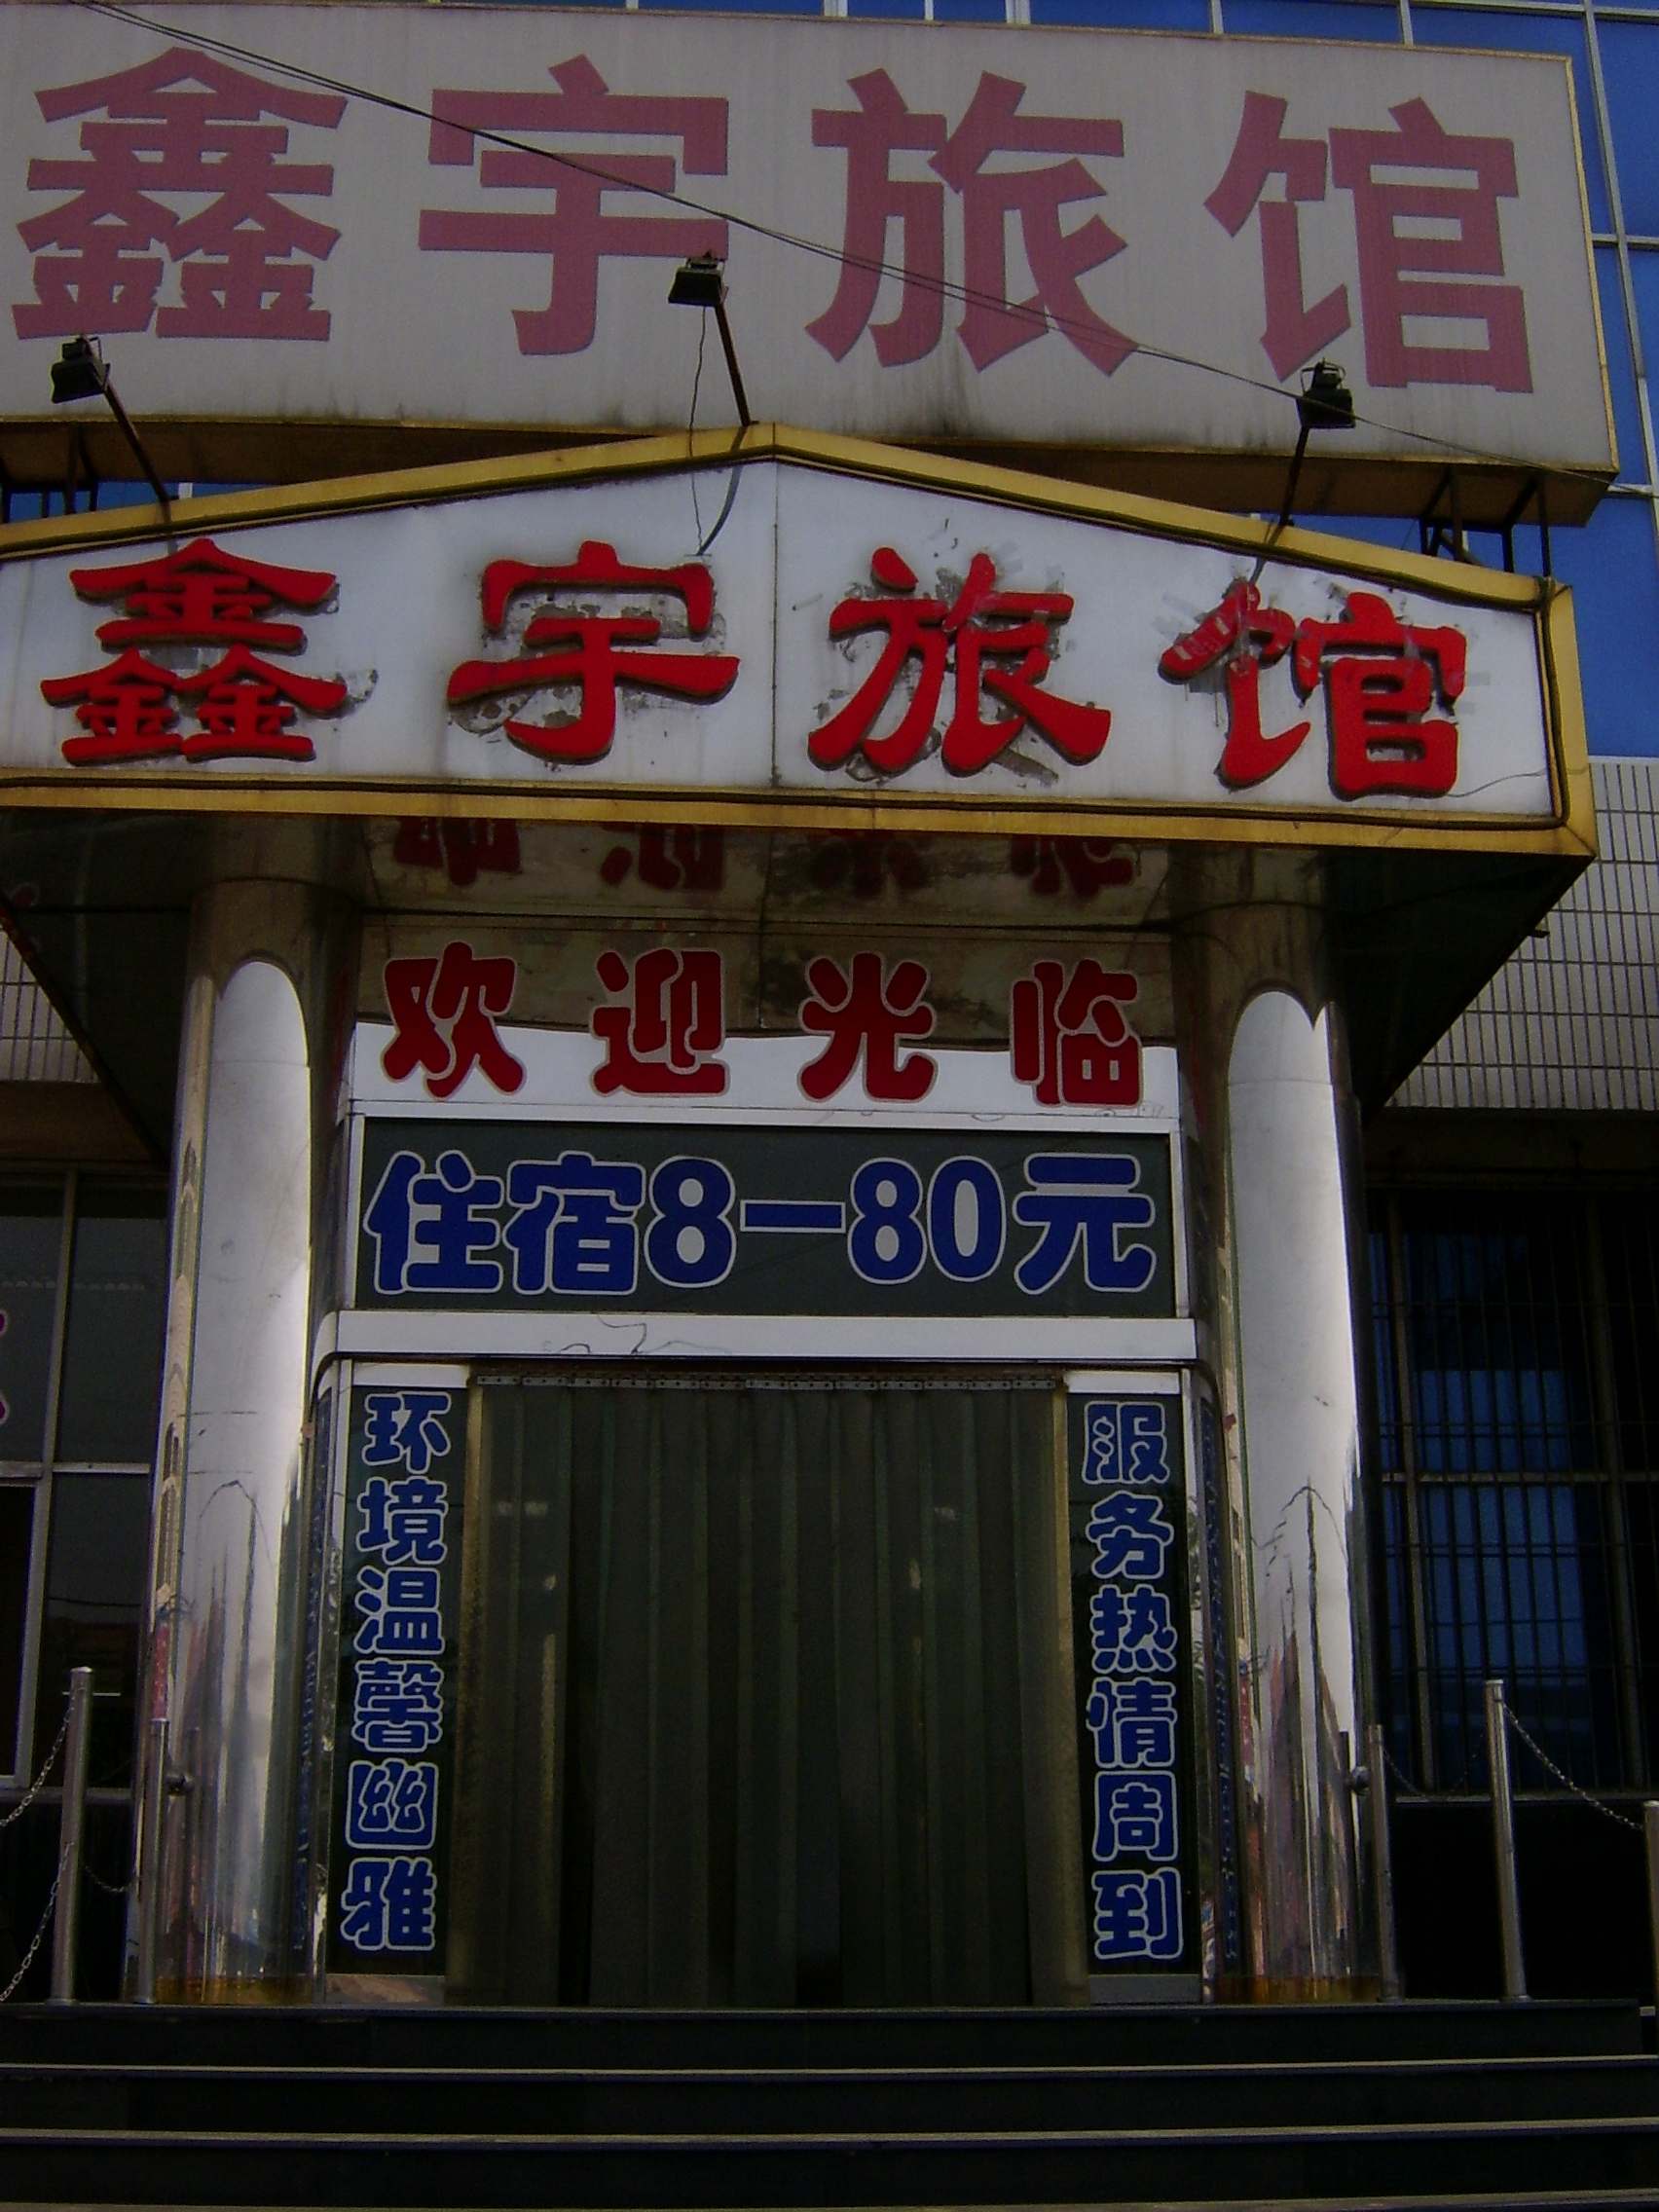 鑫宇旅馆
鑫宇旅馆
欢迎光临
住宿8—80元
环境温馨幽雅
服务热情周到